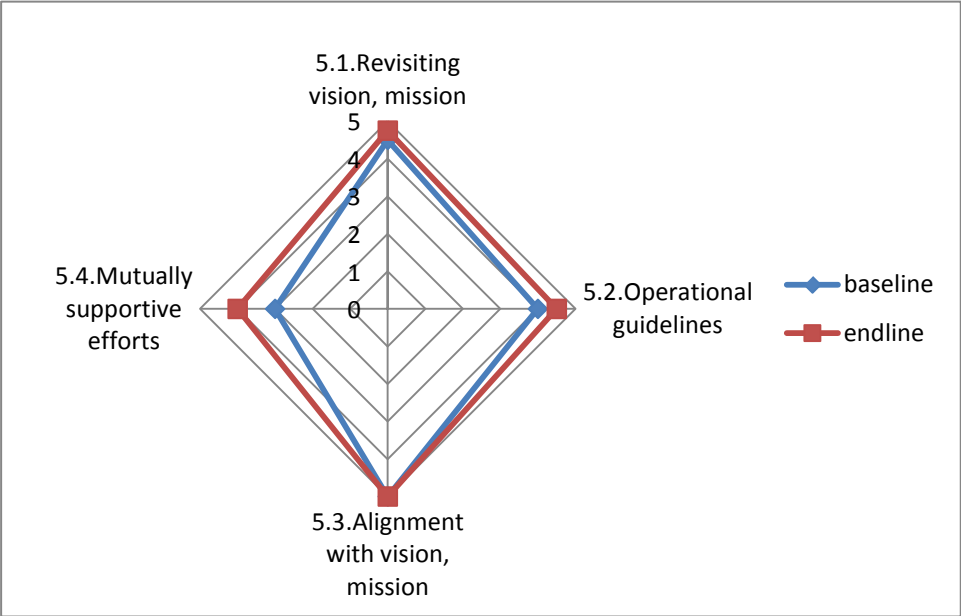 5.1.Revisiting
vision, mission
5
4
3
2
1
0
5.2.Operational
guidelines
5.3.Alignment
with vision,
mission
5.4.Mutually
supportive
efforts
baseline
endline